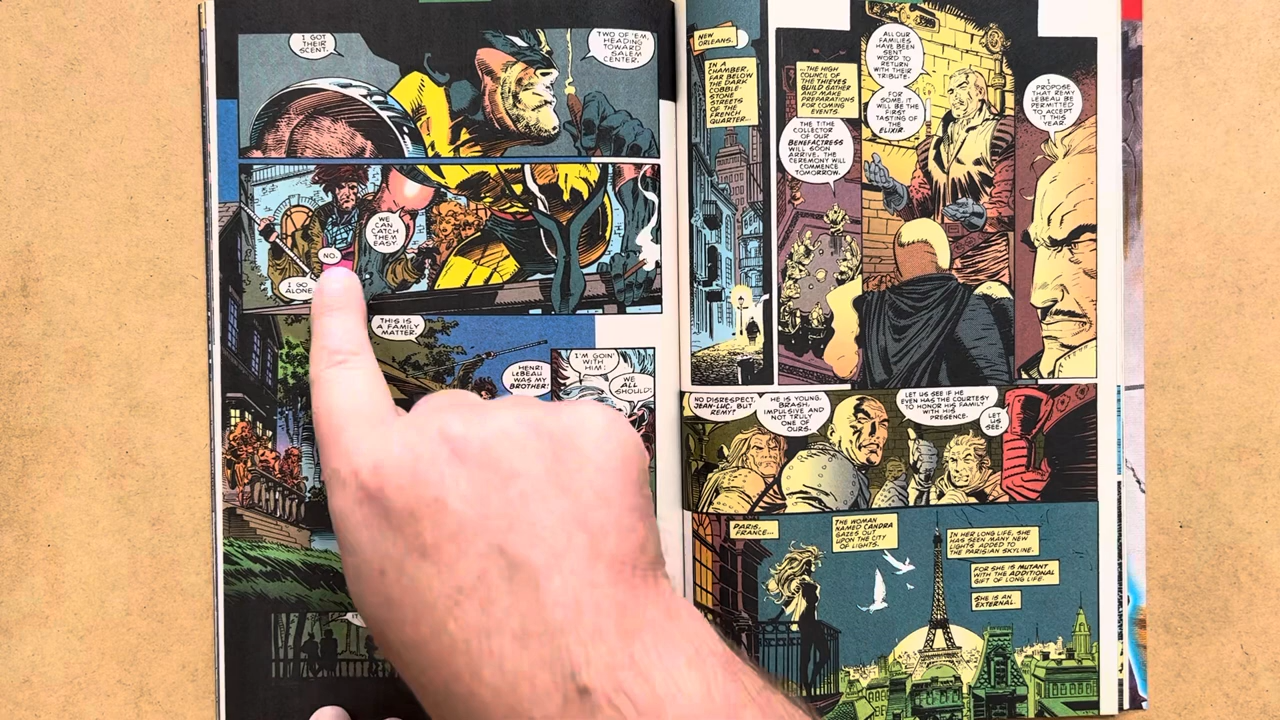 I GOT
THEIR
SCENT.
TWO OF 'EM,
HEADING
TOWARD
SALEM
CENTER.
WE
CAN
CATCH
THEM
EASY.
NO.
I GO
ALONE
THIS IS
A FAMILY
MATTER.
HENRI
LeBEAU
WAS MY
BROTHER!
I'M GOIN'
WITH
HIM!
WE
ALL
SHOULD.
NEW
ORLEANS.
IN A
CHAMBER,
FAR BELOW
THE DARK
COBBLE-
STONE
STREETS
OF THE
FRENCH
QUARTER...
...THE HIGH
COUNCIL OF
THE THIEVES
GUILD GATHER
AND MAKE
PREPARATIONS
FOR COMING
EVENTS.
THE TITHE
COLLECTOR
OF OUR
BENEFACTRESS
WILL SOON
ARRIVE. THE
CEREMONY WILL
COMMENCE
TOMORROW.
ALL OUR
FAMILIES
HAVE BEEN
SENT
WORD TO
RETURN
WITH THEIR
TRIBUTE.
FOR
SOME, IT
WILL BE THE
FIRST
TASTING OF
THE
ELIXIR.
I
PROPOSE
THAT REMY
LEBEAU BE
PERMITTED
TO ACCEPT
IT THIS
YEAR.
NO DISRESPECT,
JEAN-LUC, BUT
REMY?
HE IS YOUNG,
BRASH,
IMPULSIVE AND
NOT TRULY
ONE OF
OURS.
LET US SEE IF HE
EVEN HAS THE COURTESY
TO HONOR HIS FAMILY
WITH HIS
PRESENCE.
LET
US
SEE.
PARIS,
FRANCE...
THE WOMAN
NAMED CANDRA
GAZES OUT
UPON THE CITY
OF LIGHTS.
IN HER LONG LIFE, SHE
HAS SEEN MANY NEW
LIGHTS ADDED TO
THE PARISIAN SKYLINE.
FOR SHE IS MUTANT
WITH THE ADDITIONAL
GIFT OF LONG LIFE.
SHE IS AN
EXTERNAL.